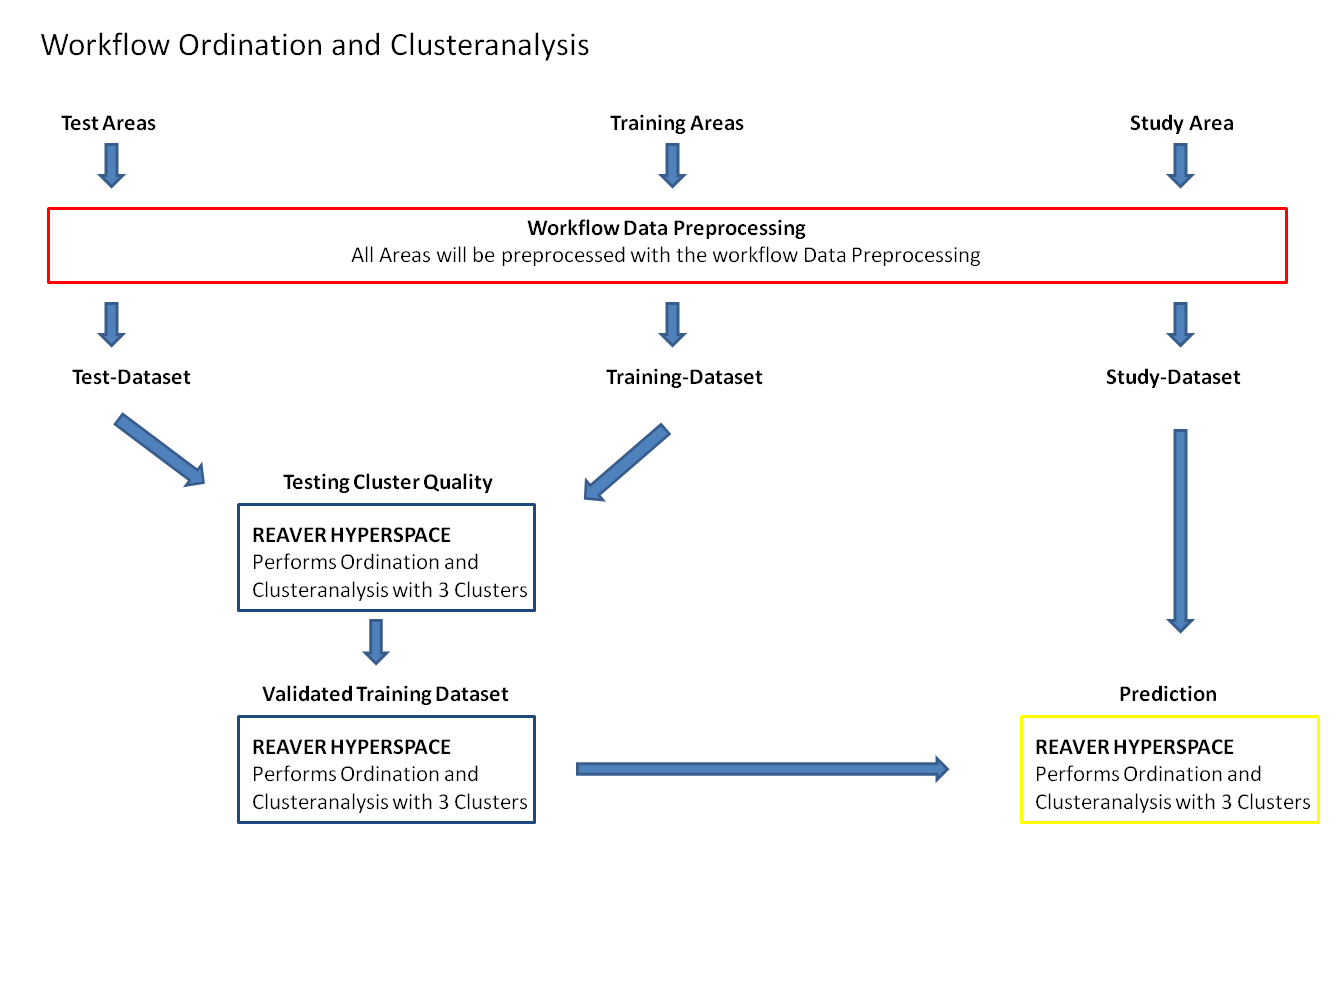 Workflow Ordination and Clusteranalysis
Test Areas
Training Areas
Study Area
Workflow Data Preprocessing
All Areas will be preprocessed with the workflow Data Preprocessing
Test-Dataset
Training-Dataset
Study-Dataset
Testing Cluster Quality
REAVER HYPERSPACE
Performs Ordination and
Clusteranalysis with 3 Clusters
Validated Training Dataset
REAVER HYPERSPACE
Performs Ordination and
Clusteranalysis with 3 Clusters
Prediction
REAVER HYPERSPACE
Performs Ordination and
Clusteranalysis with 3 Clusters